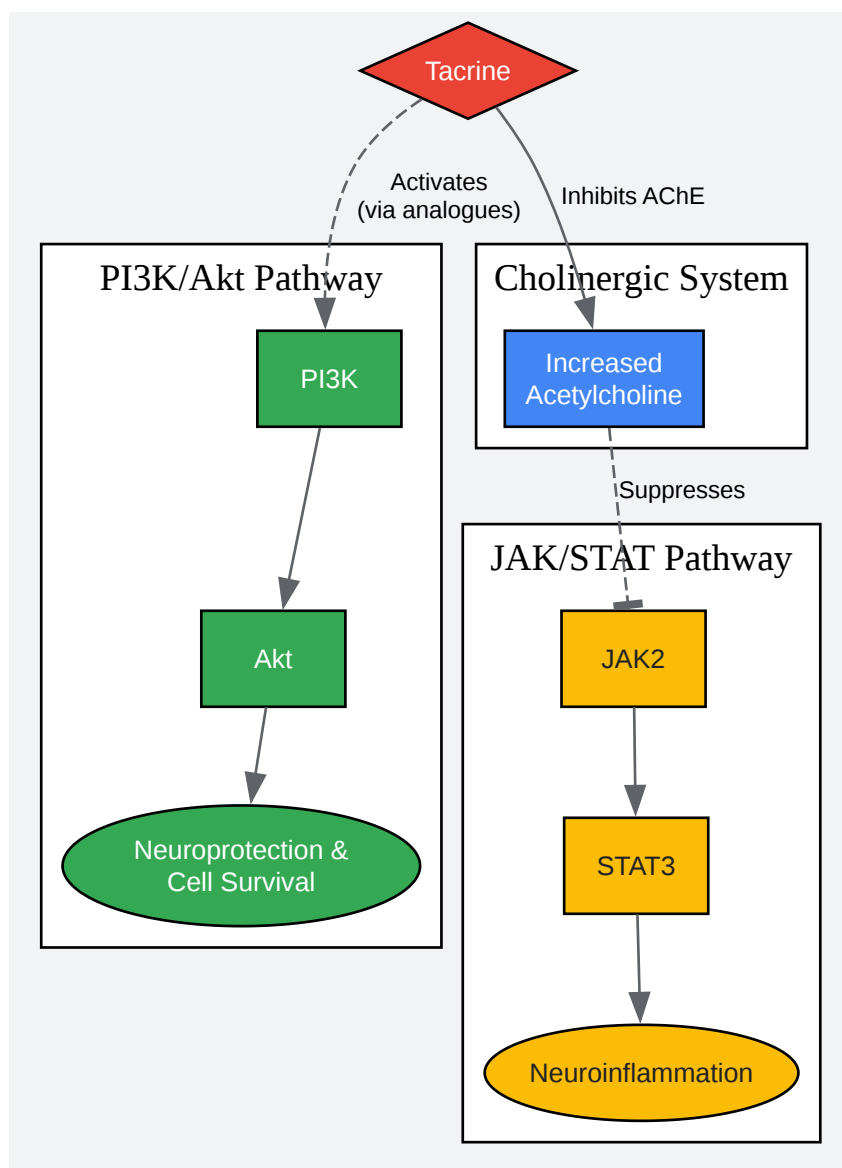 Tacrine
Activates
(via analogues)
Inhibits AChE
PI3K/Akt Pathway
Cholinergic System
PI3K
Increased
Acetylcholine
Suppresses
JAK/STAT Pathway
Akt
JAK2
Neuroprotection &
Cell Survival
STAT3
Neuroinflammation